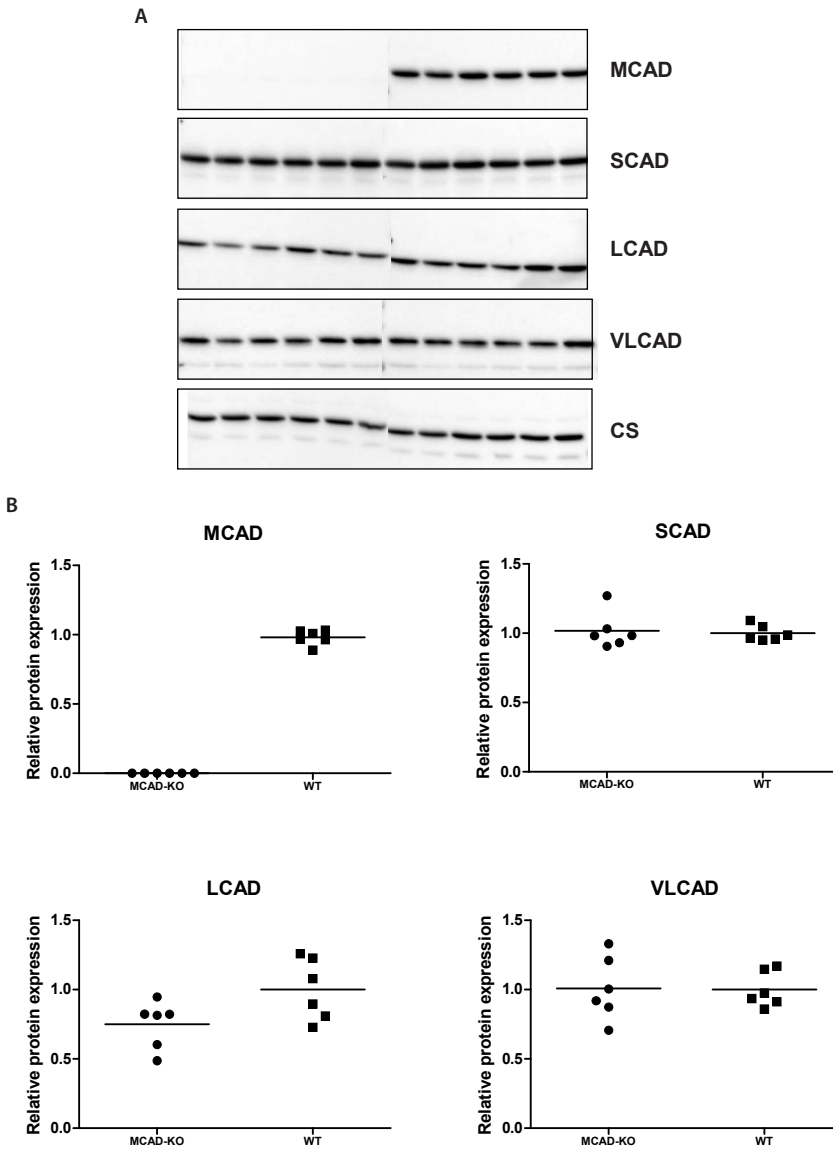 A
MCAD
SCAD
LCAD
VLCAD
CS
B
MCAD
Relative protein expression
1.5
1.0
0.5
0.0
MCAD-KO WT
SCAD
Relative protein expression
1.5
1.0
0.5
0.0
MCAD-KO WT
LCAD
Relative protein expression
1.5
1.0
0.5
0.0
MCAD-KO WT
VLCAD
Relative protein expression
1.5
1.0
0.5
0.0
MCAD-KO WT